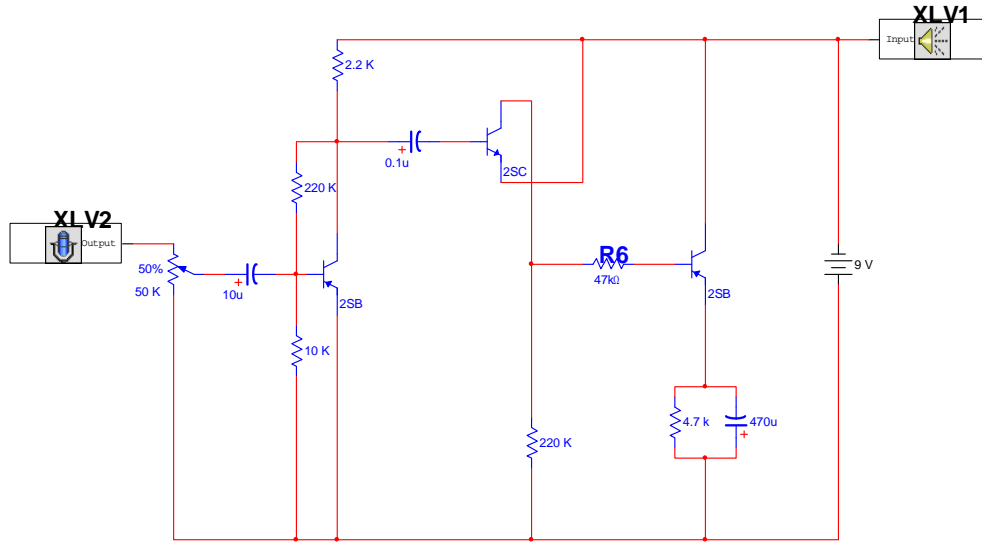 XLV1
Input
2.2 K
0.1u
2SC
220 K
XLV2
Output
50%
50 K
10u
2SB
R6
47kΩ
2SB
9 V
10 K
4.7 k
470u
220 K